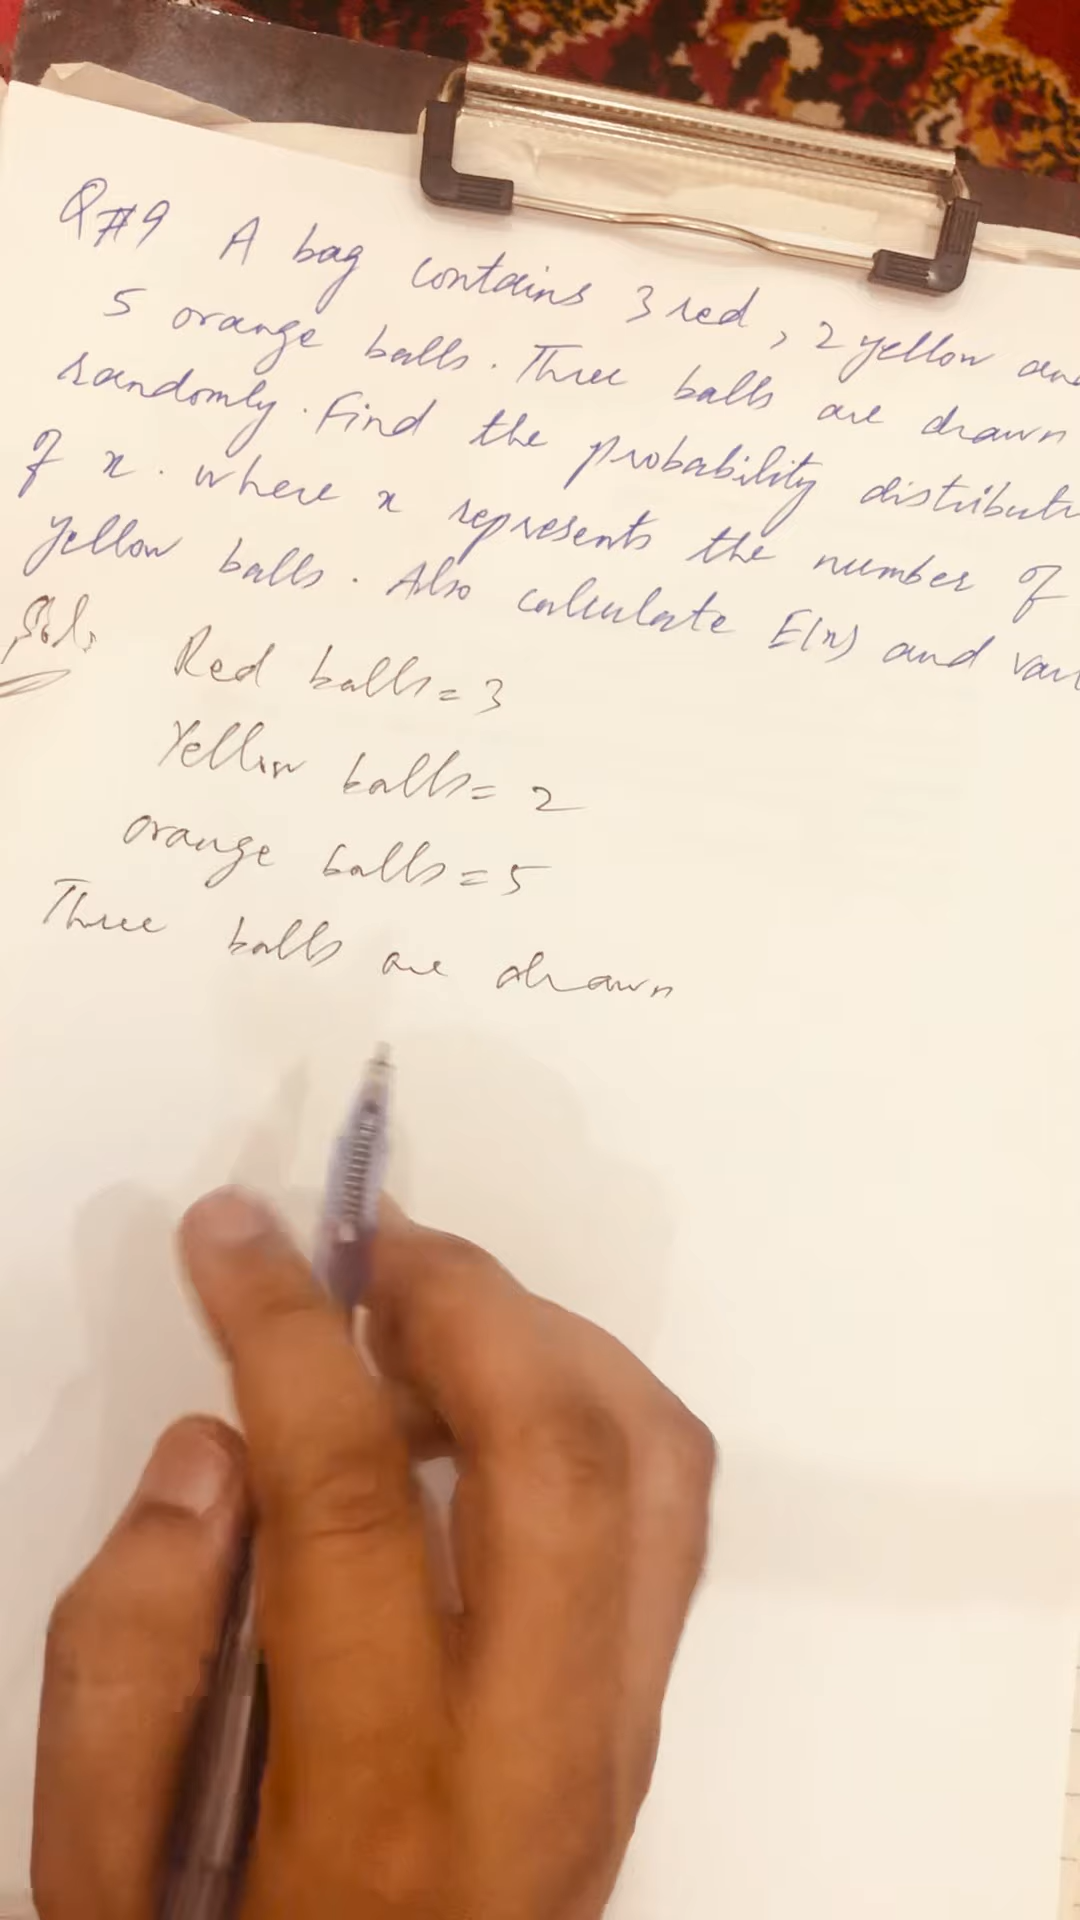 Q#9 A bag contains 3 red, 2 yellow and
5 orange balls. Three balls are drawn
randomly. Find the probability
of x. where x represents the number of
yellow balls. Also calculate E(x) and
Sol:
Red balls=3
Yellow balls=2
orange balls=5
Three balls are drawn